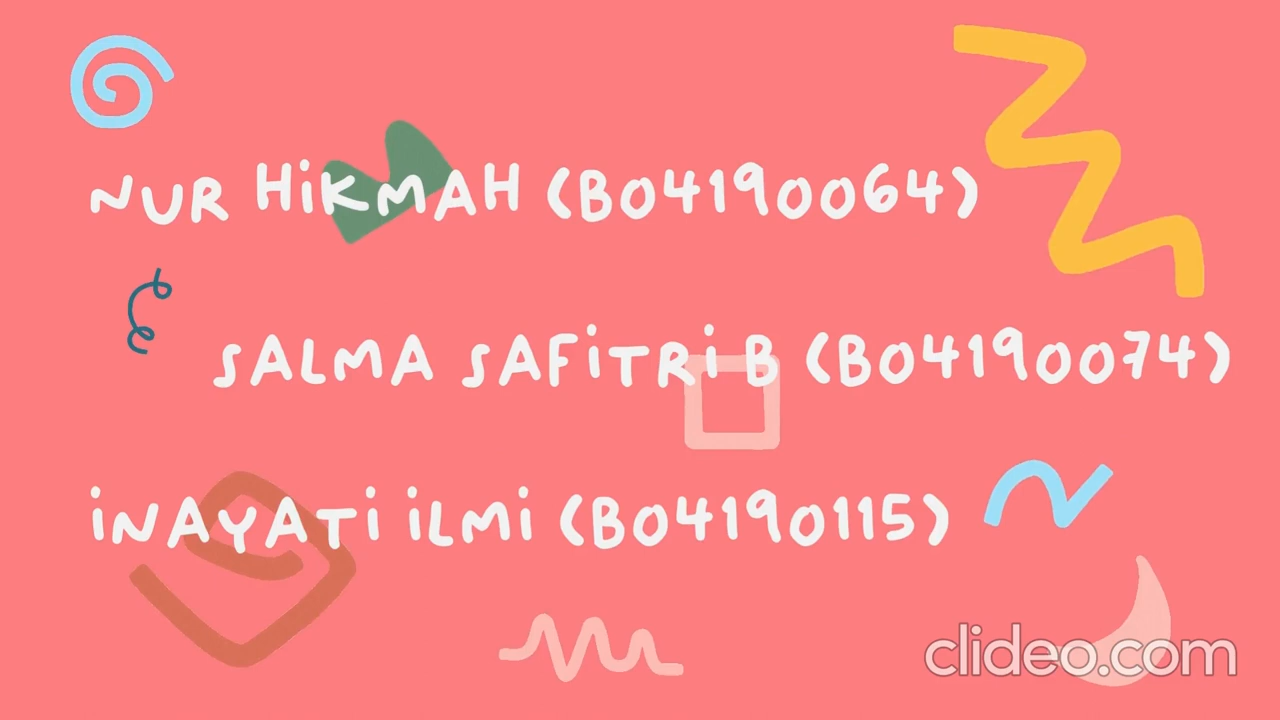 NUR HiKMAH (B04190064)
SALMA SAFiTRi B (B04190074)
iNAYATi iLMi (B04190115)
clideo.com